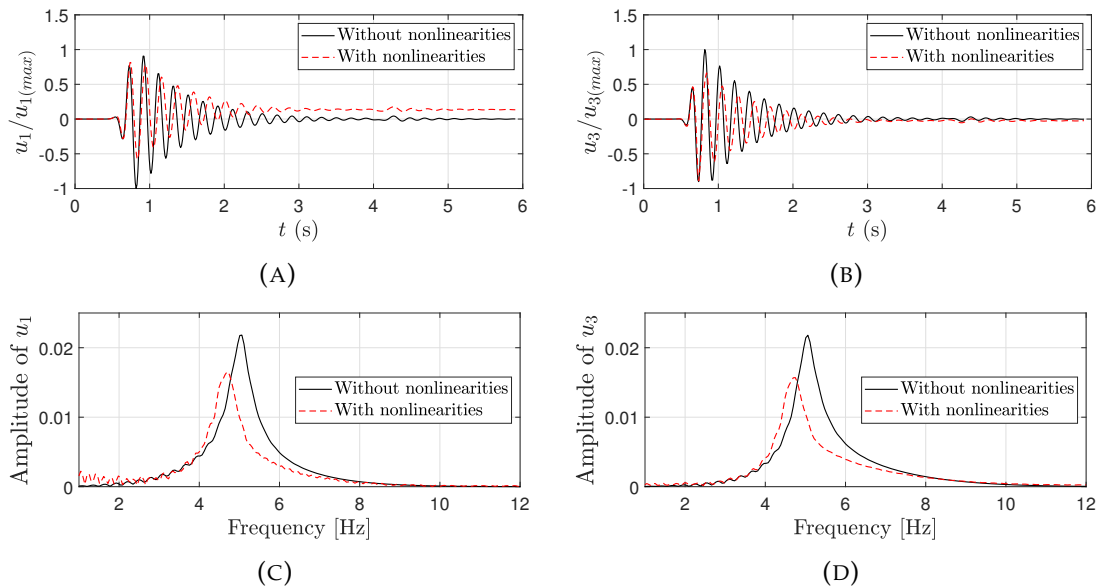 1.5
1
0.5
0
-0.5
-1
0 1 2 3 4 5 6
u₁/u₁₍max₎
t (s)
Without nonlinearities
With nonlinearities
(A)
1.5
1
0.5
0
-0.5
-1
0 1 2 3 4 5 6
u₃/u₃₍max₎
t (s)
Without nonlinearities
With nonlinearities
(B)
0.02
0.01
0
2 4 6 8 10 12
Amplitude of u₁
Frequency [Hz]
Without nonlinearities
With nonlinearities
(C)
0.02
0.01
0
2 4 6 8 10 12
Amplitude of u₃
Frequency [Hz]
Without nonlinearities
With nonlinearities
(D)